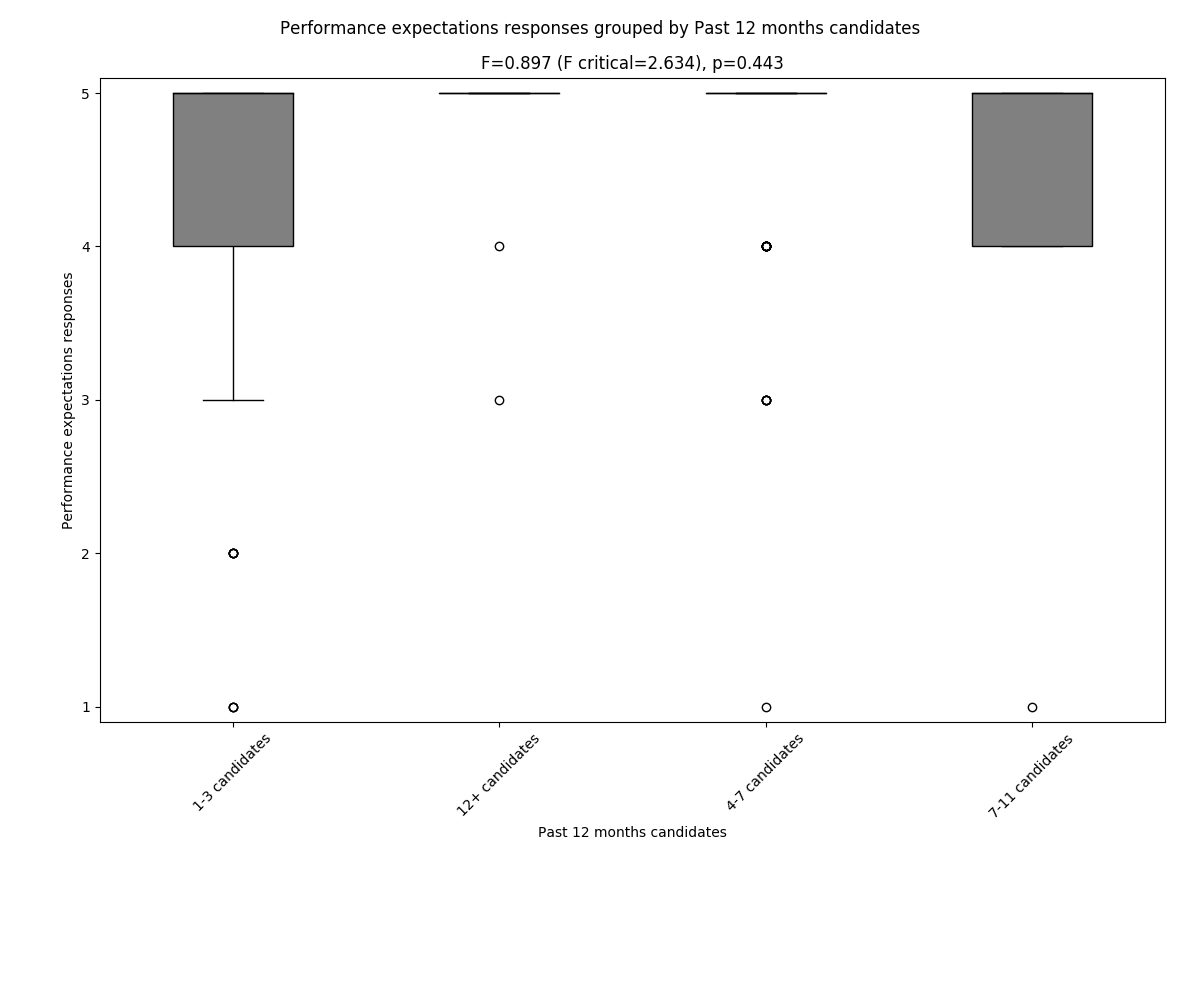 Performance expectations responses grouped by Past 12 months candidates
F=0.897 (F critical=2.634), p=0.443
Performance expectations responses
5
4
3
2
1
1-3 candidates
12+ candidates
4-7 candidates
7-11 candidates
Past 12 months candidates